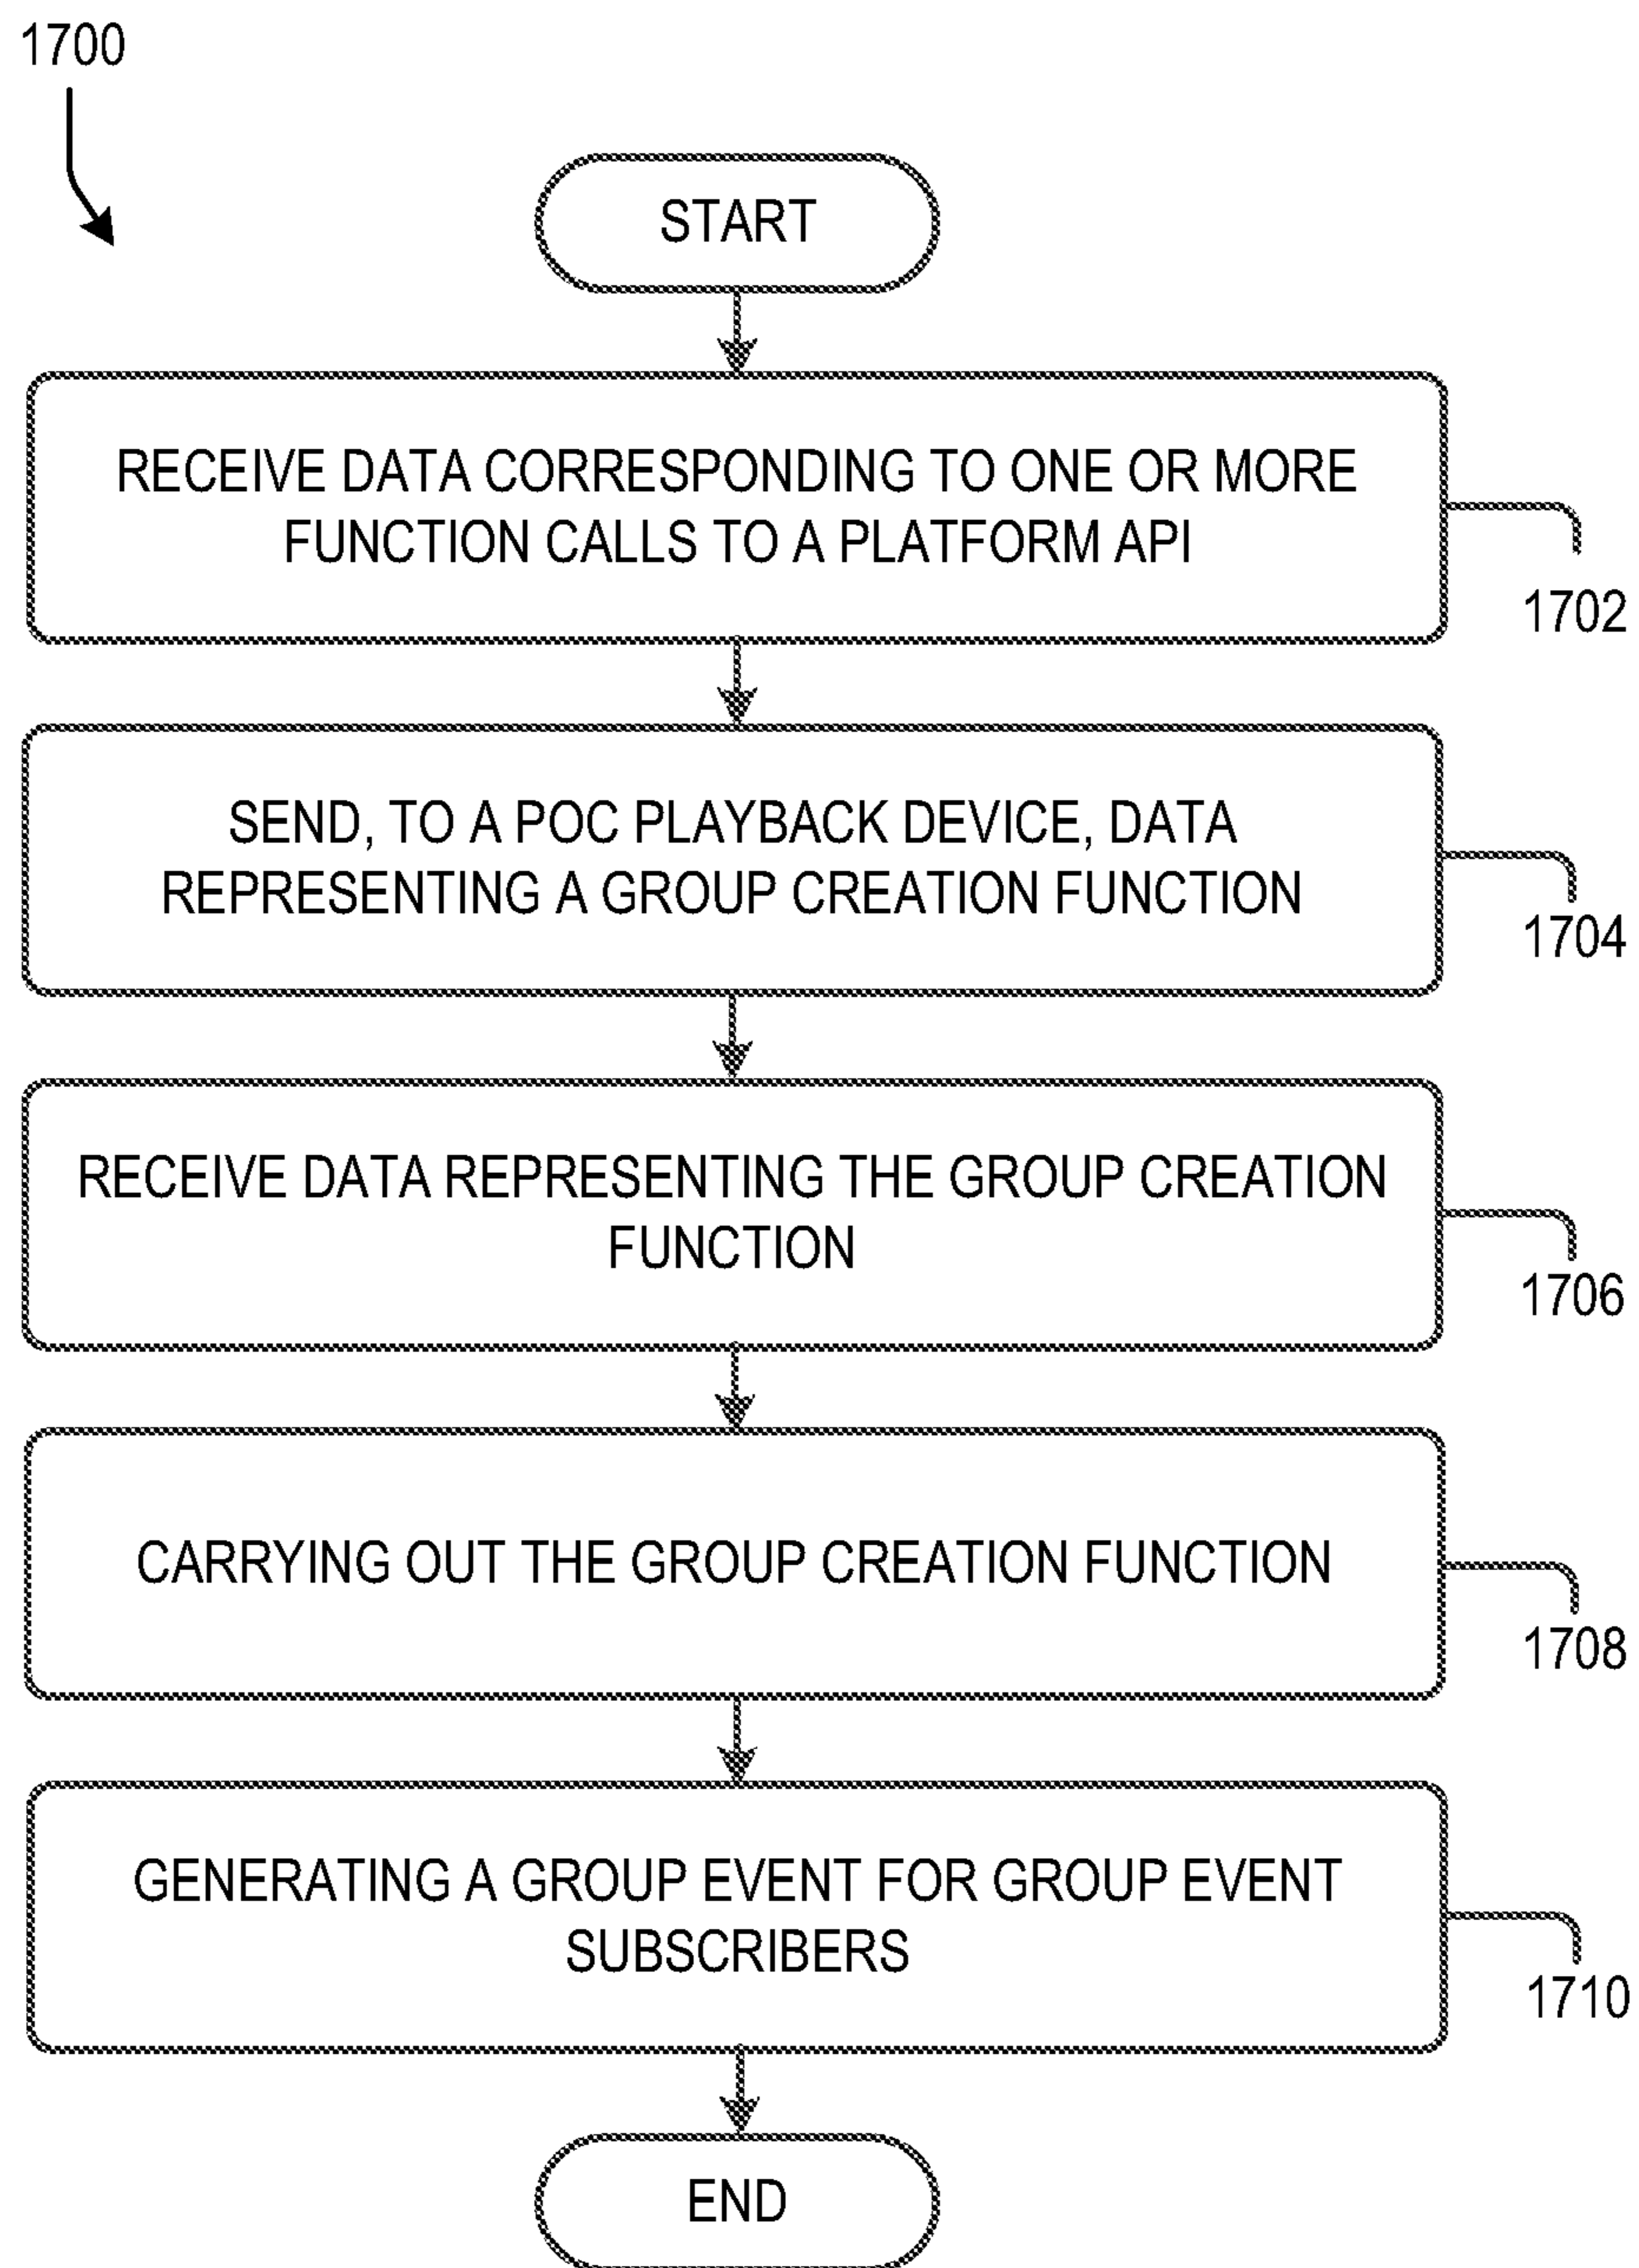 1700
START
RECEIVE DATA CORRESPONDING TO ONE OR MORE
FUNCTION CALLS TO A PLATFORM API
1702
SEND, TO A POC PLAYBACK DEVICE, DATA
REPRESENTING A GROUP CREATION FUNCTION
1704
RECEIVE DATA REPRESENTING THE GROUP CREATION
FUNCTION
1706
CARRYING OUT THE GROUP CREATION FUNCTION
1708
GENERATING A GROUP EVENT FOR GROUP EVENT
SUBSCRIBERS
1710
END